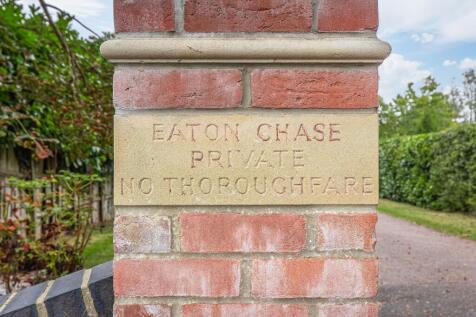 EATON CHASE
PRIVATE
NO THOROUGHFARE